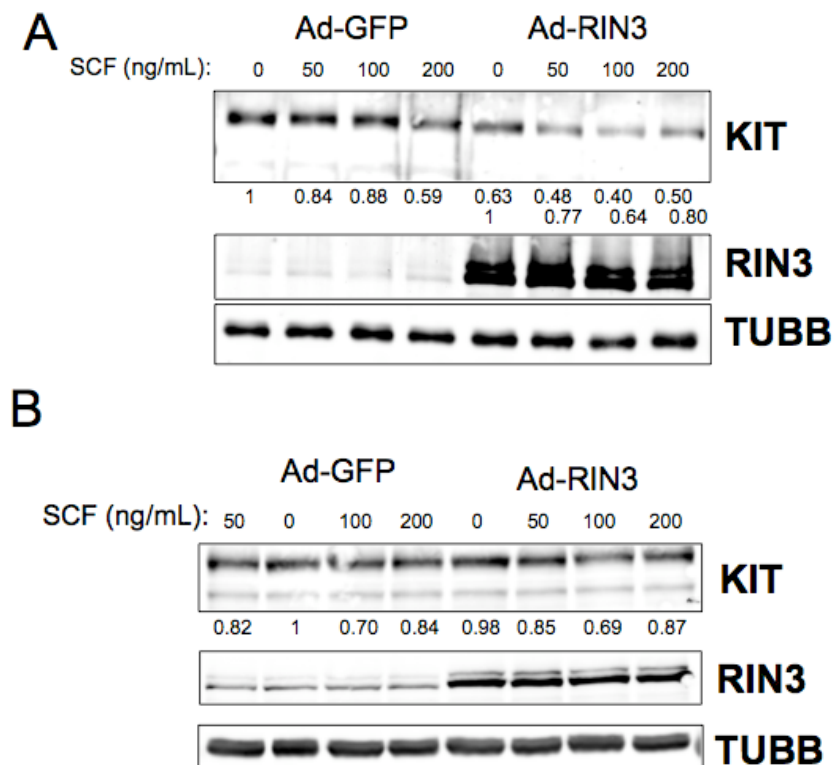 A
Ad-GFP Ad-RIN3
SCF (ng/mL): 0 50 100 200 0 50 100 200
KIT
1 0.84 0.88 0.59 0.63 0.48 0.40 0.50
1 0.77 0.64 0.80
RIN3
TUBB
B
Ad-GFP Ad-RIN3
SCF (ng/mL): 50 0 100 200 0 50 100 200
KIT
0.82 1 0.70 0.84 0.98 0.85 0.69 0.87
RIN3
TUBB